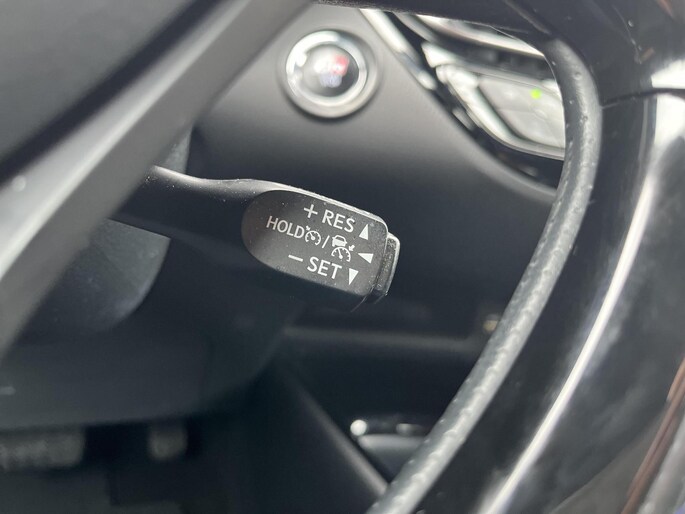 + RES ▲
HOLD / ◀
− SET ▼